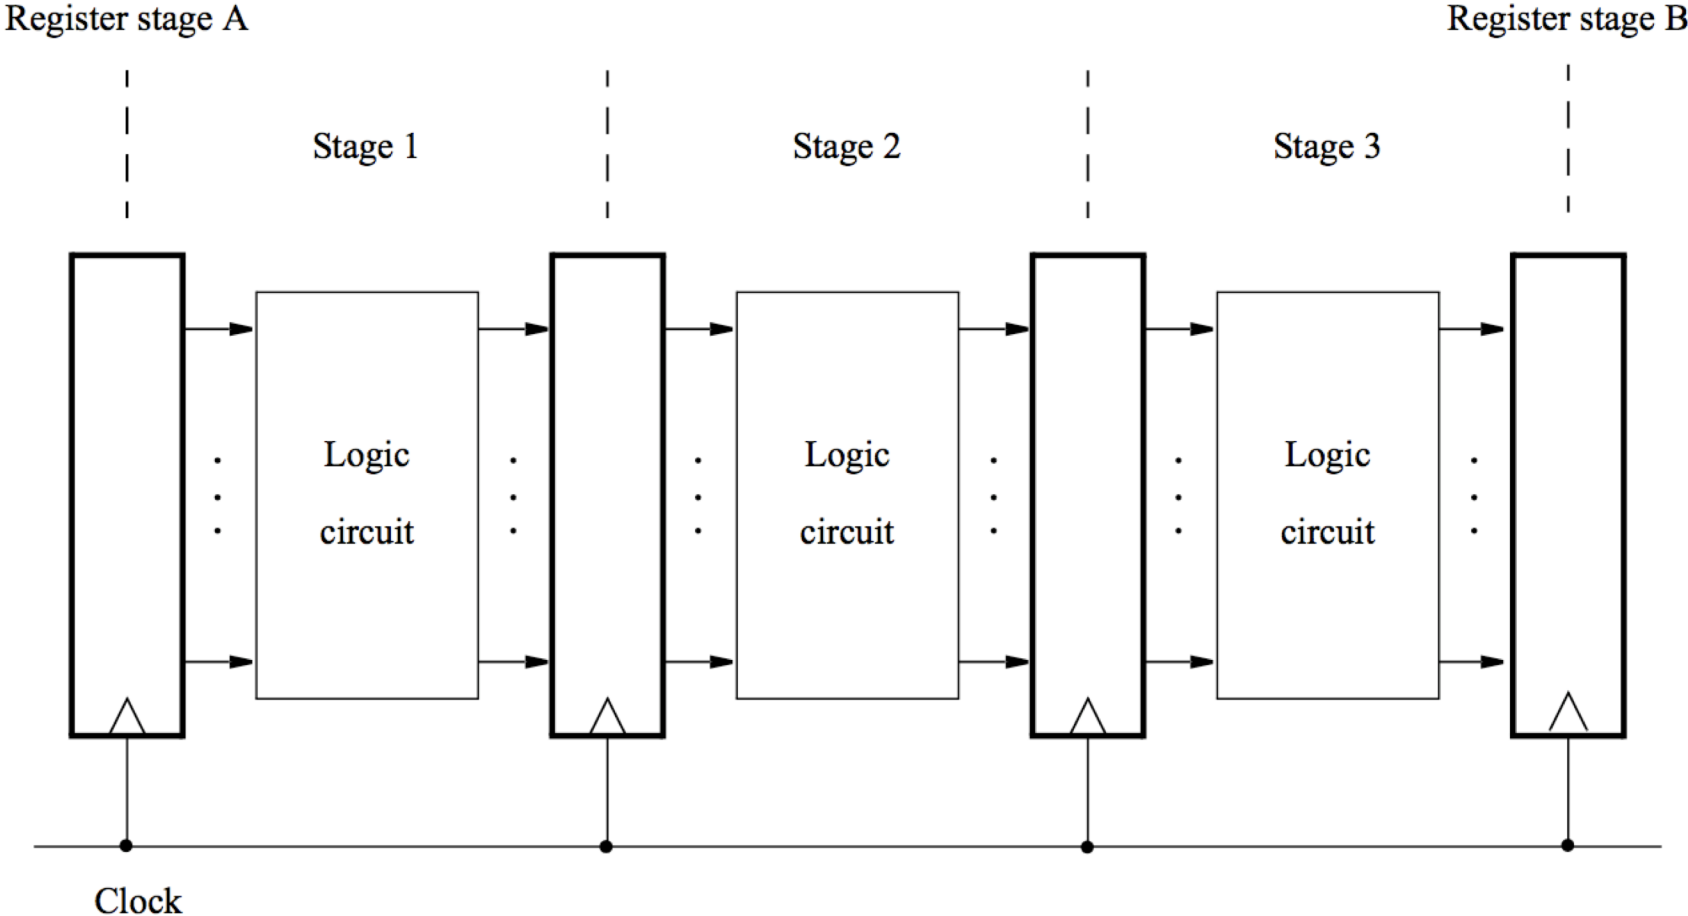 Register stage A
Register stage B
Stage 1
Stage 2
Stage 3
Logic
circuit
Logic
circuit
Logic
circuit
Clock